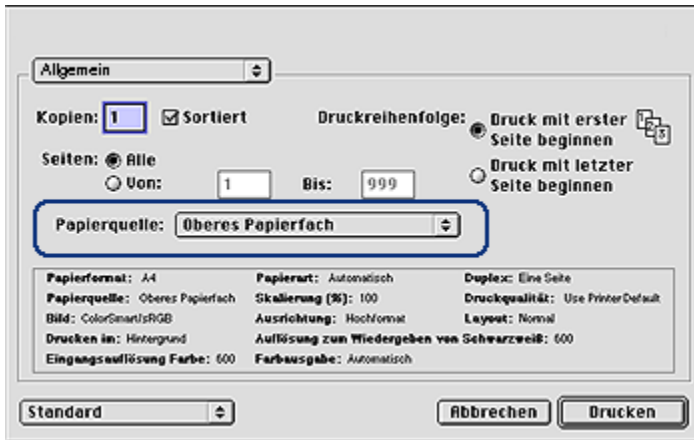 Allgemein
Kopien: 1 Sortiert
Druckreihenfolge: Druck mit erster Seite beginnen
Druck mit letzter Seite beginnen
Seiten: Alle
Von: 1 Bis: 999
Papierquelle: Oberes Papierfach
Papierformat: A4 Papierart: Automatisch Duplex: Eine Seite
Papierquelle: Oberes Papierfach Skalierung (%): 100 Druckqualität: Use Printer Default
Bild: ColorSmart/sRGB Ausrichtung: Hochformat Layout: Normal
Drucken im: Hintergrund Auflösung zum Wiedergeben von Schwarzweiß: 600
Eingangsauflösung Farbe: 600 Farbausgabe: Automatisch
Standard Abbrechen Drucken